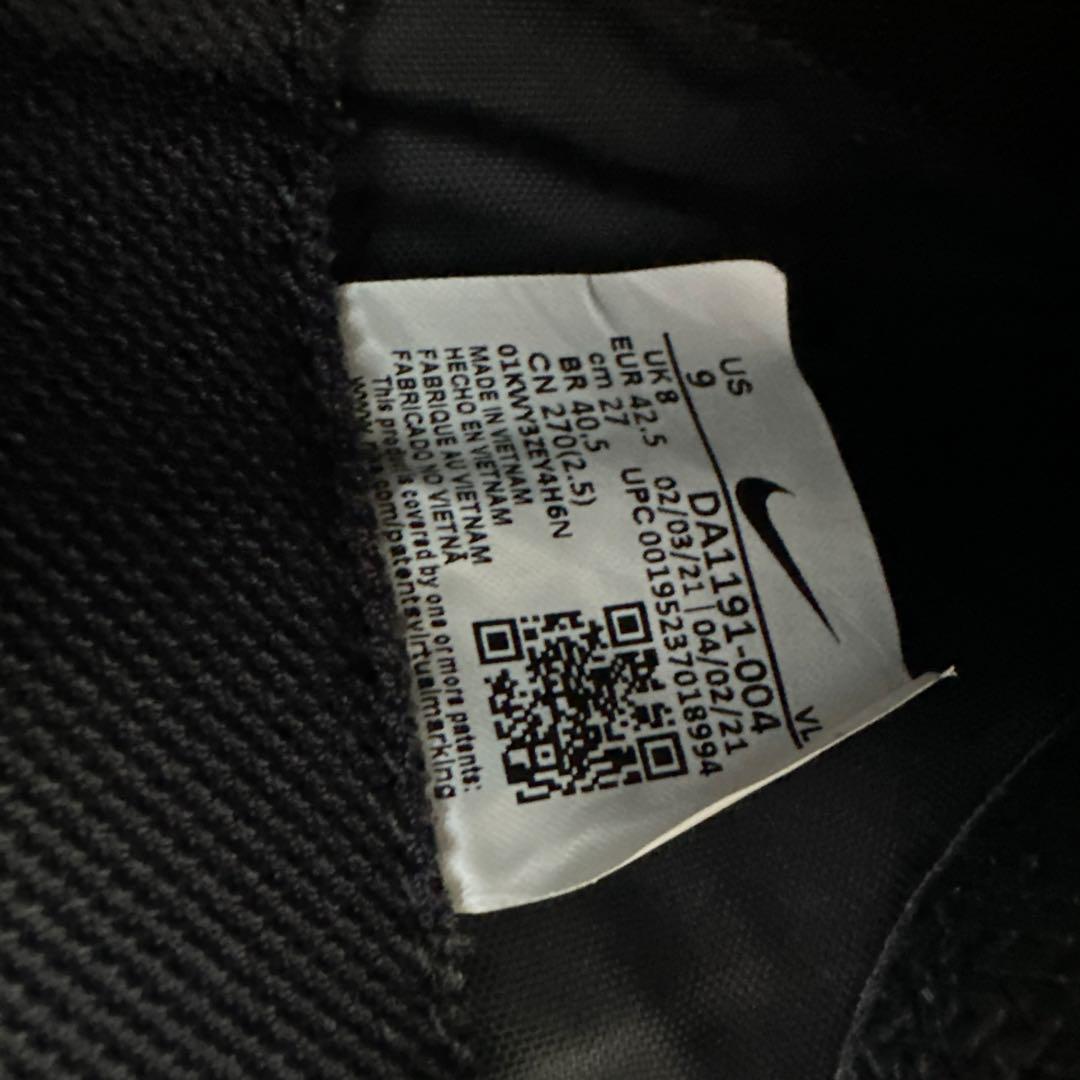 US
9
VL
UK 8
DA1191-004
EUR 42.5
02/03/21 | 04/02/21
cm 27
UPC 00195237018994
BR 40.5
CN 270(2.5)
01KWY3ZEY4H6N
MADE IN VIETNAM
HECHO EN VIETNAM
FABRIQUE AU VIETNAM
FABRICADO NO VIETNÃ
This product is covered by one or more patents:
com/patentsvirtualmarking